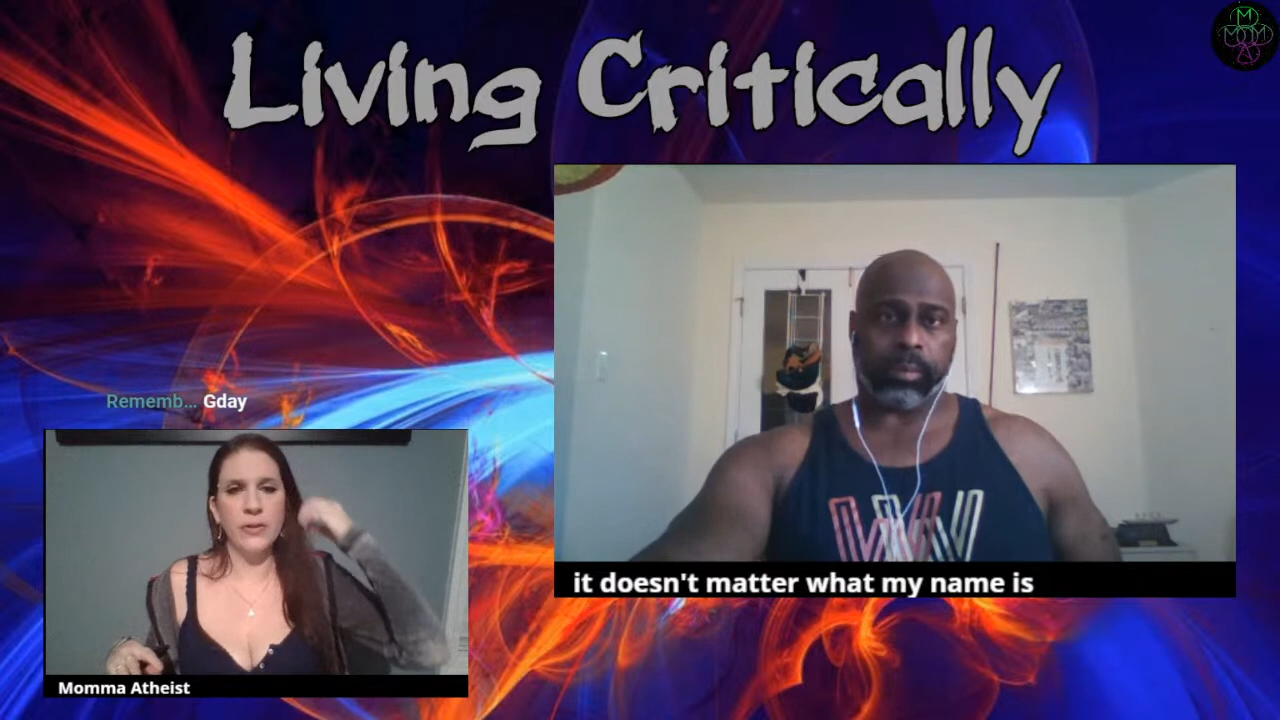 Living Critically
Rememb... Gday
it doesn't matter what my name is
Momma Atheist